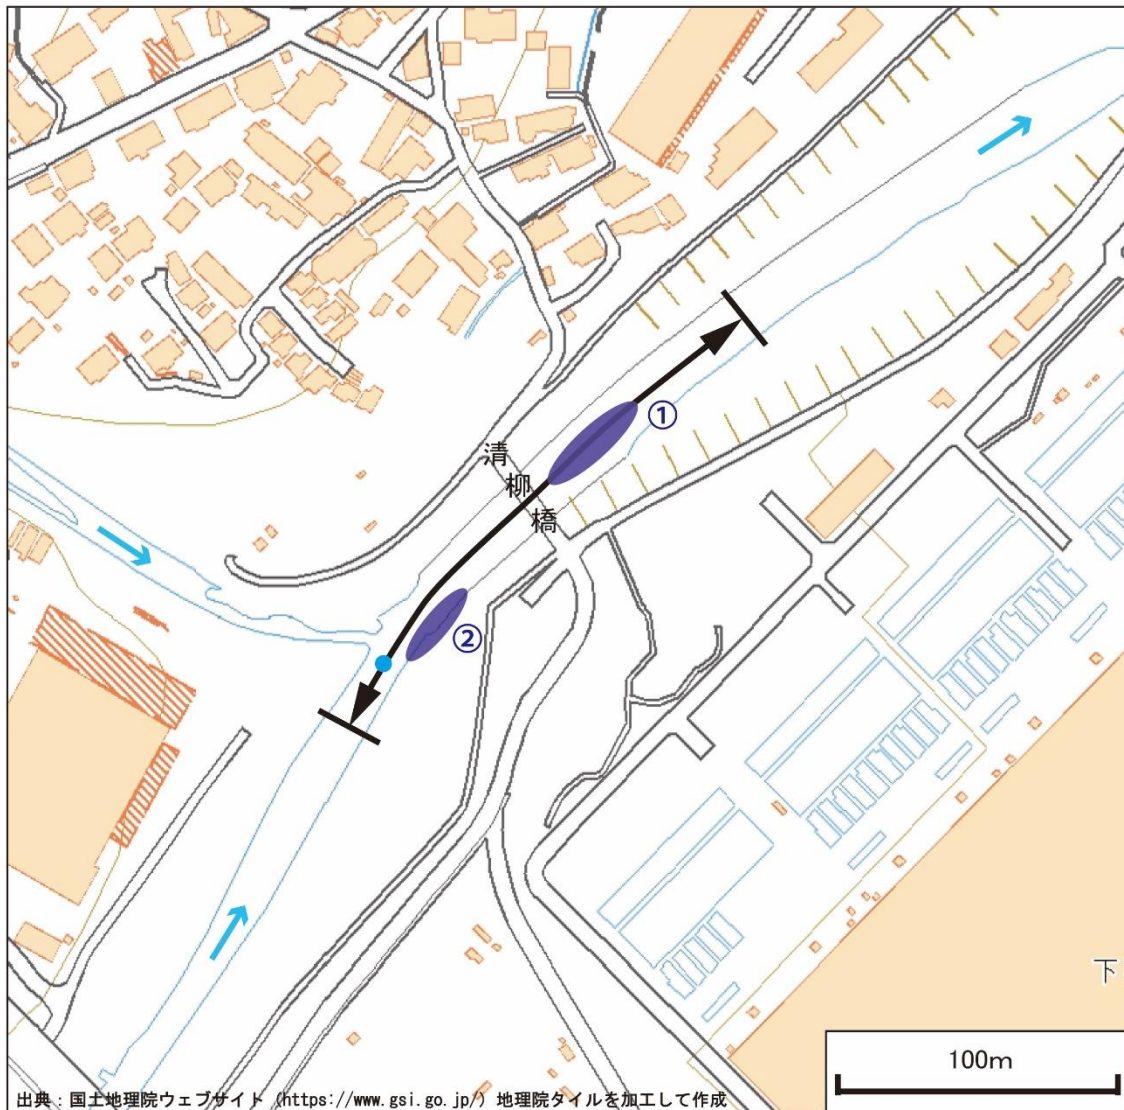 ①
清
柳
橋
②
下
100m
出典：国土地理院ウェブサイト (https://www.gsi.go.jp/) 地理院タイルを加工して作成